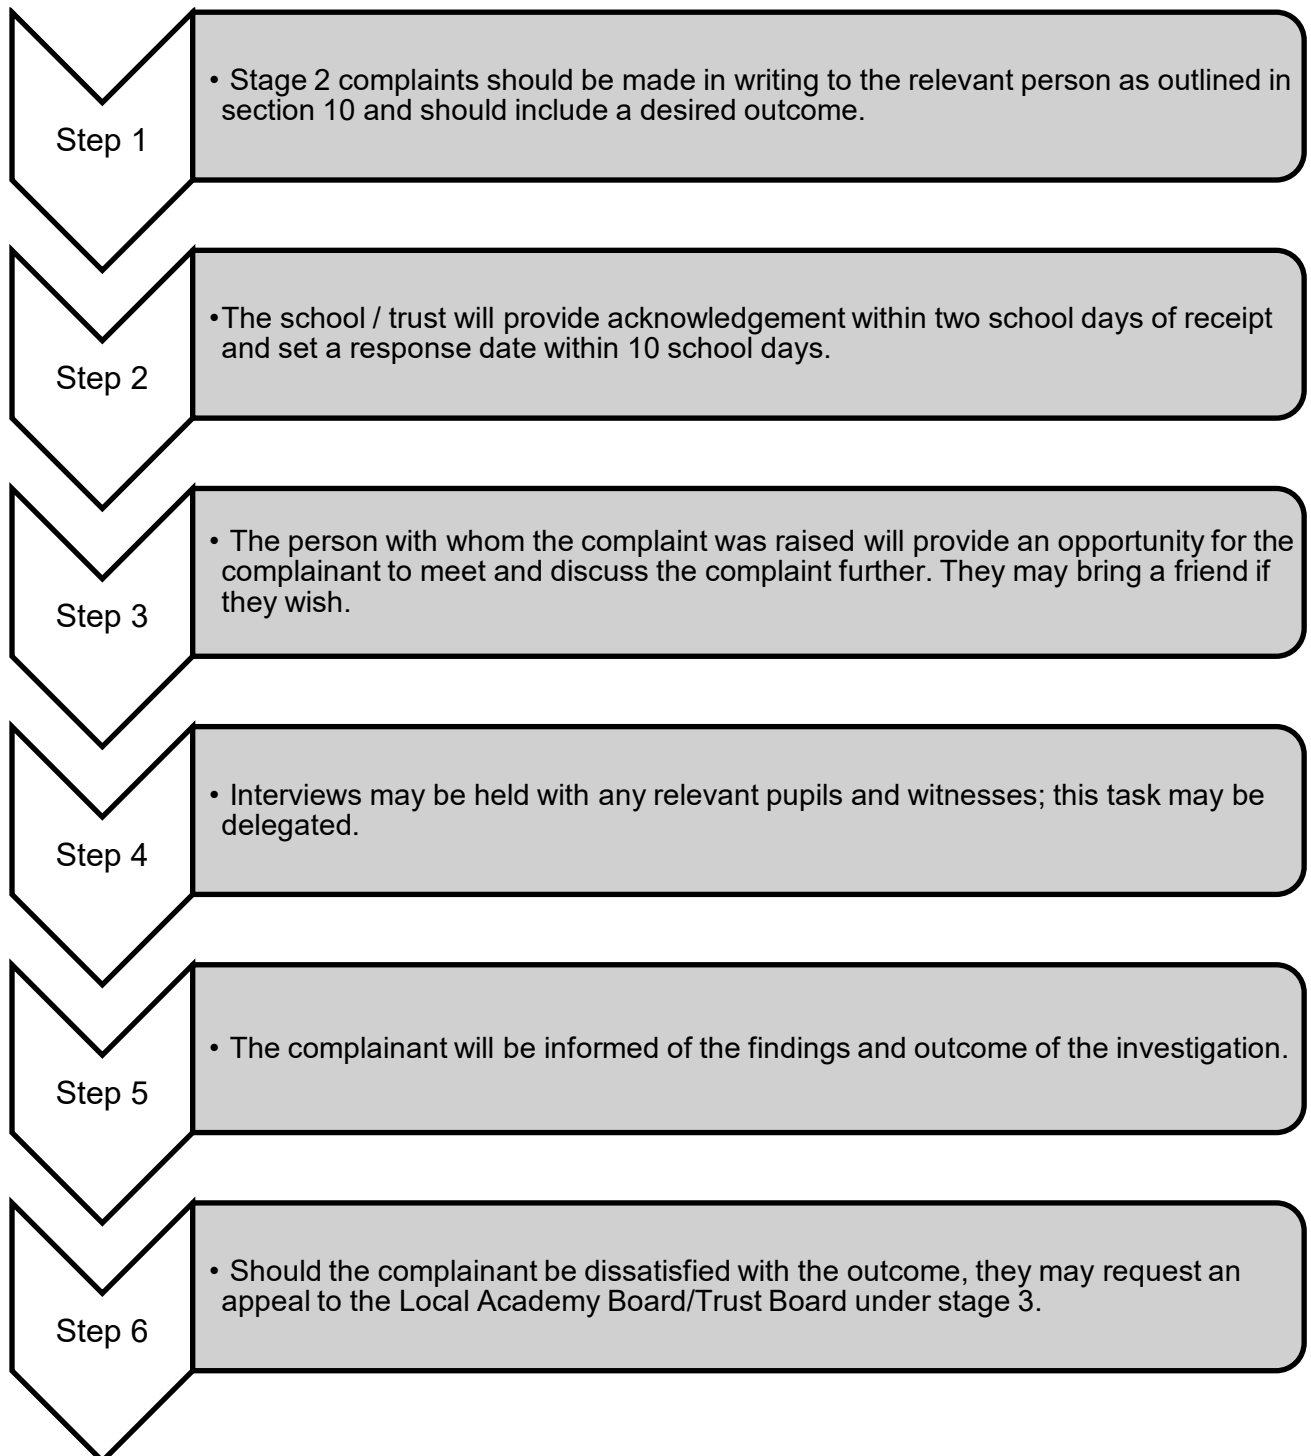 Step 1
• Stage 2 complaints should be made in writing to the relevant person as outlined in
section 10 and should include a desired outcome.
Step 2
•The school / trust will provide acknowledgement within two school days of receipt
and set a response date within 10 school days.
Step 3
• The person with whom the complaint was raised will provide an opportunity for the
complainant to meet and discuss the complaint further. They may bring a friend if
they wish.
Step 4
• Interviews may be held with any relevant pupils and witnesses; this task may be
delegated.
Step 5
• The complainant will be informed of the findings and outcome of the investigation.
Step 6
• Should the complainant be dissatisfied with the outcome, they may request an
appeal to the Local Academy Board/Trust Board under stage 3.